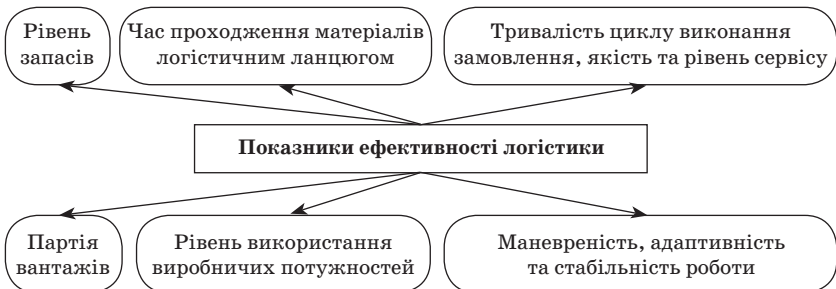 Рівень
запасів
Час проходження матеріалів
логістичним ланцюгом
Тривалість циклу виконання
замовлення, якість та рівень сервісу
Показники ефективності логістики
Партія
вантажів
Рівень використання
виробничих потужностей
Маневреність, адаптивність
та стабільність роботи